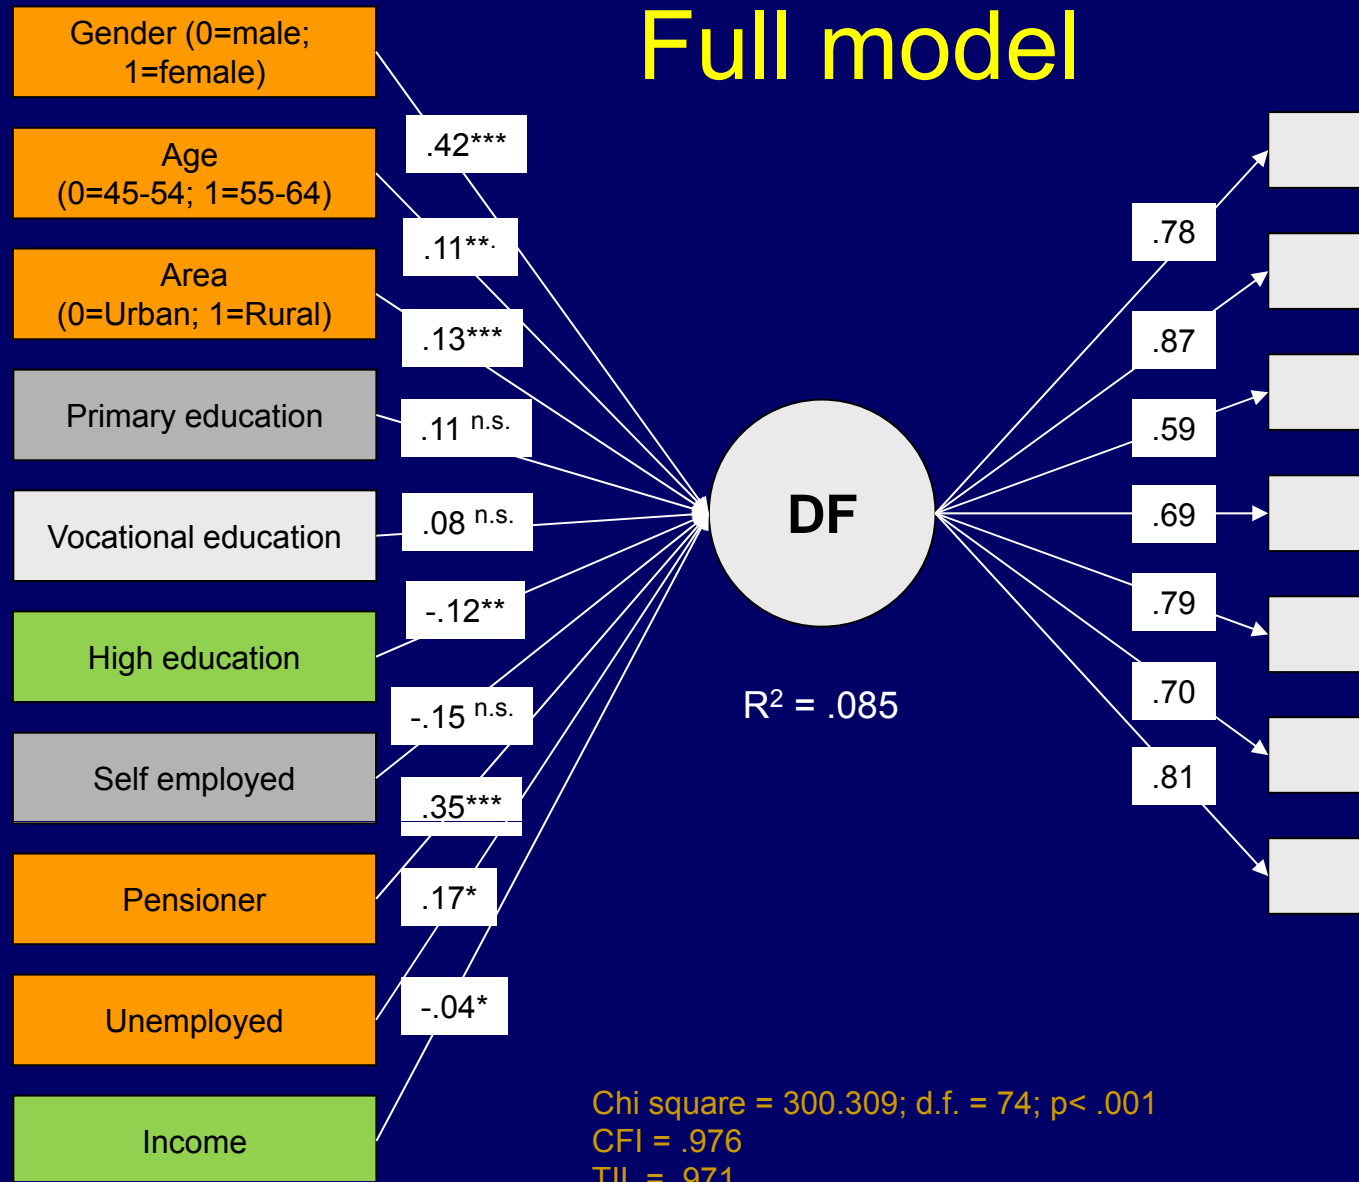 Full model
Gender (0=male;
1=female)
Age
(0=45-54; 1=55-64)
Area
(0=Urban; 1=Rural)
Primary education
Vocational education
High education
Self employed
Pensioner
Unemployed
Income
.42***
.11**.
.13***
.11 n.s.
.08 n.s.
-.12**
-.15 n.s.
.35***
.17*
-.04*
DF
R² = .085
.78
.87
.59
.69
.79
.70
.81
Chi square = 300.309; d.f. = 74; p< .001
CFI = .976
TIL = .971